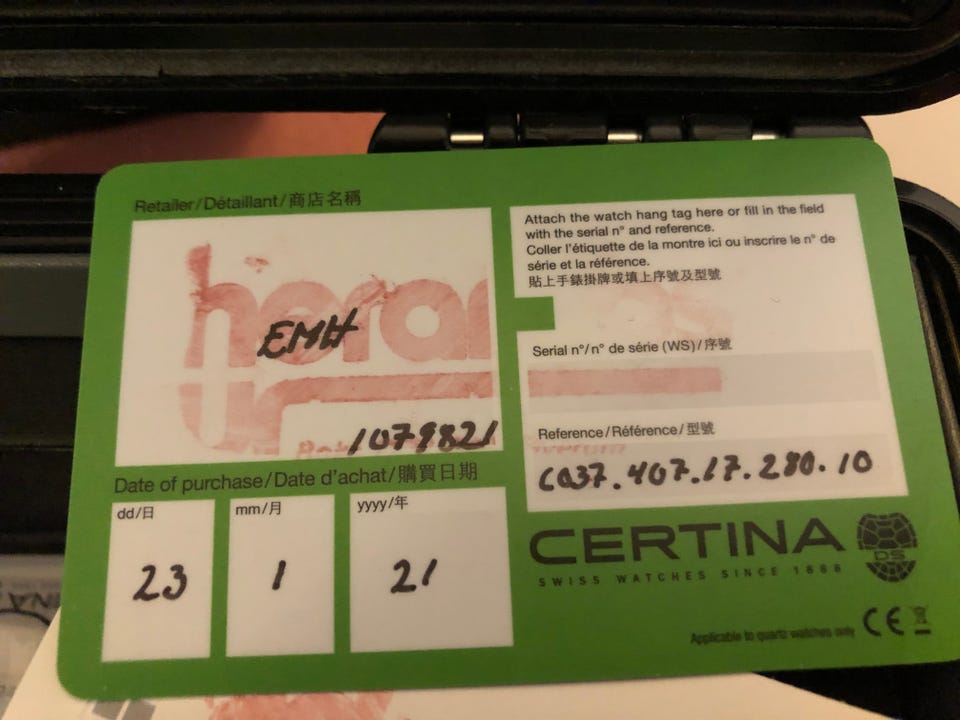 Retailer/Détaillant/商店名稱
horar
EMH
1079821
Date of purchase/Date d'achat/購買日期
dd/日
mm/月
yyyy/年
23
1
21
Attach the watch hang tag here or fill in the field
with the serial n° and reference.
Coller l'étiquette de la montre ici ou inscrire le n° de
série et la référence.
貼上手錶掛牌或填上序號及型號
Serial n°/n° de série (WS)/序號
Reference/Référence/型號
C037.407.17.280.10
CERTINA
DS
SWISS WATCHES SINCE 1888
Applicable to quartz watches only
CE